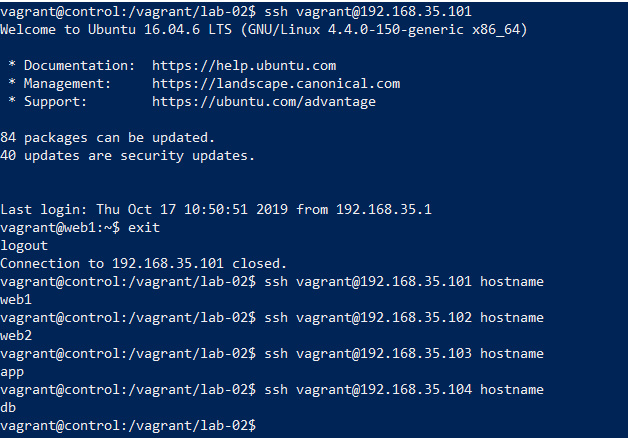 vagrant@control:/vagrant/lab-02$ ssh vagrant@192.168.35.101
Welcome to Ubuntu 16.04.6 LTS (GNU/Linux 4.4.0-150-generic x86_64)
* Documentation:  https://help.ubuntu.com
* Management:     https://landscape.canonical.com
* Support:        https://ubuntu.com/advantage
84 packages can be updated.
40 updates are security updates.
Last login: Thu Oct 17 10:50:51 2019 from 192.168.35.1
vagrant@web1:~$ exit
logout
Connection to 192.168.35.101 closed.
vagrant@control:/vagrant/lab-02$ ssh vagrant@192.168.35.101 hostname
web1
vagrant@control:/vagrant/lab-02$ ssh vagrant@192.168.35.102 hostname
web2
vagrant@control:/vagrant/lab-02$ ssh vagrant@192.168.35.103 hostname
app
vagrant@control:/vagrant/lab-02$ ssh vagrant@192.168.35.104 hostname
db
vagrant@control:/vagrant/lab-02$